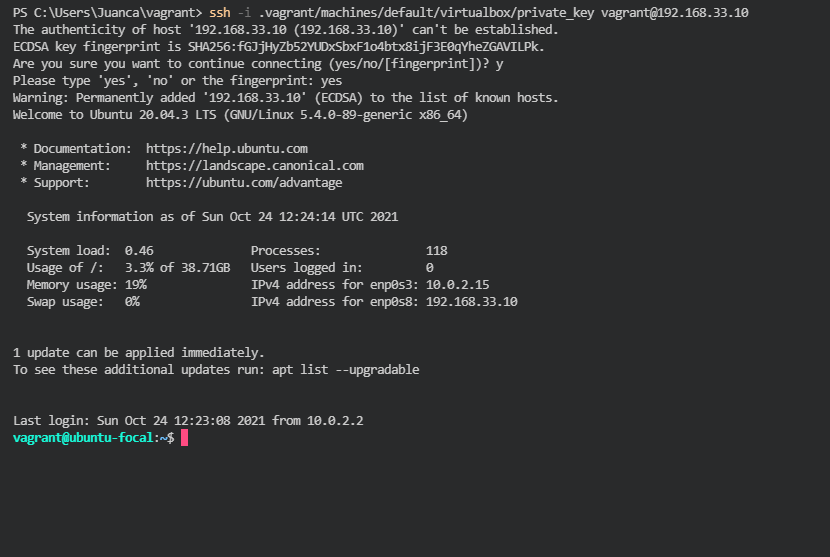 PS C:\Users\Juanca\vagrant> ssh -i .vagrant/machines/default/virtualbox/private_key vagrant@192.168.33.10
The authenticity of host '192.168.33.10 (192.168.33.10)' can't be established.
ECDSA key fingerprint is SHA256:fGJjHyZb52YUDxSbxF1o4btx8ijF3E0qYheZGAVILPk.
Are you sure you want to continue connecting (yes/no/[fingerprint])? y
Please type 'yes', 'no' or the fingerprint: yes
Warning: Permanently added '192.168.33.10' (ECDSA) to the list of known hosts.
Welcome to Ubuntu 20.04.3 LTS (GNU/Linux 5.4.0-89-generic x86_64)

 * Documentation:  https://help.ubuntu.com
 * Management:     https://landscape.canonical.com
 * Support:        https://ubuntu.com/advantage

  System information as of Sun Oct 24 12:24:14 UTC 2021

  System load:  0.46              Processes:               118
  Usage of /:   3.3% of 38.71GB   Users logged in:         0
  Memory usage: 19%               IPv4 address for enp0s3: 10.0.2.15
  Swap usage:   0%                IPv4 address for enp0s8: 192.168.33.10

1 update can be applied immediately.
To see these additional updates run: apt list --upgradable

Last login: Sun Oct 24 12:23:08 2021 from 10.0.2.2
vagrant@ubuntu-focal:~$